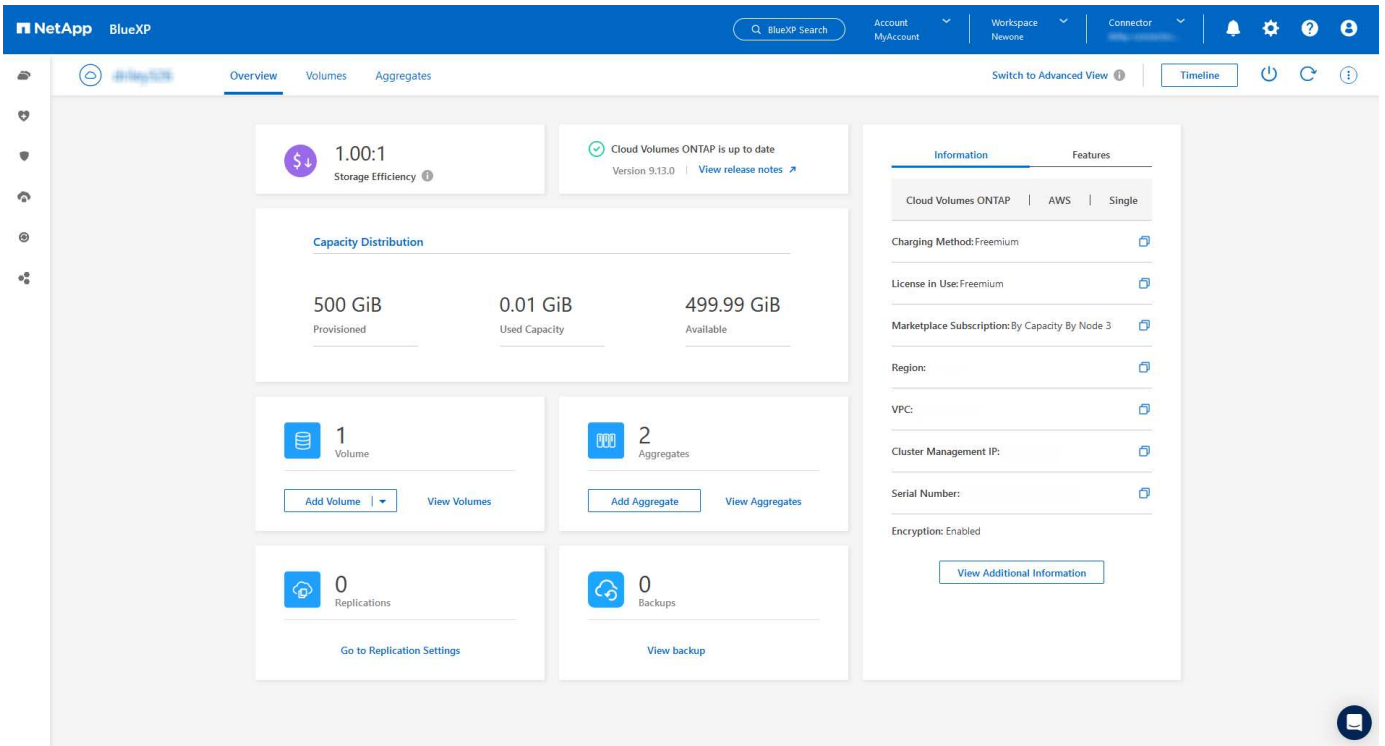 NetApp BlueXP
BlueXP Search
Account
MyAccount
Workspace
Newone
Connector
Overview Volumes Aggregates
Switch to Advanced View
Timeline
1.00:1
Storage Efficiency
Cloud Volumes ONTAP is up to date
Version 9.13.0 | View release notes
Capacity Distribution
500 GiB
Provisioned
0.01 GiB
Used Capacity
499.99 GiB
Available
1
Volume
Add Volume
View Volumes
2
Aggregates
Add Aggregate
View Aggregates
0
Replications
Go to Replication Settings
0
Backups
View backup
Information Features
Cloud Volumes ONTAP | AWS | Single
Charging Method: Freemium
License in Use: Freemium
Marketplace Subscription: By Capacity By Node 3
Region:
VPC:
Cluster Management IP:
Serial Number:
Encryption: Enabled
View Additional Information